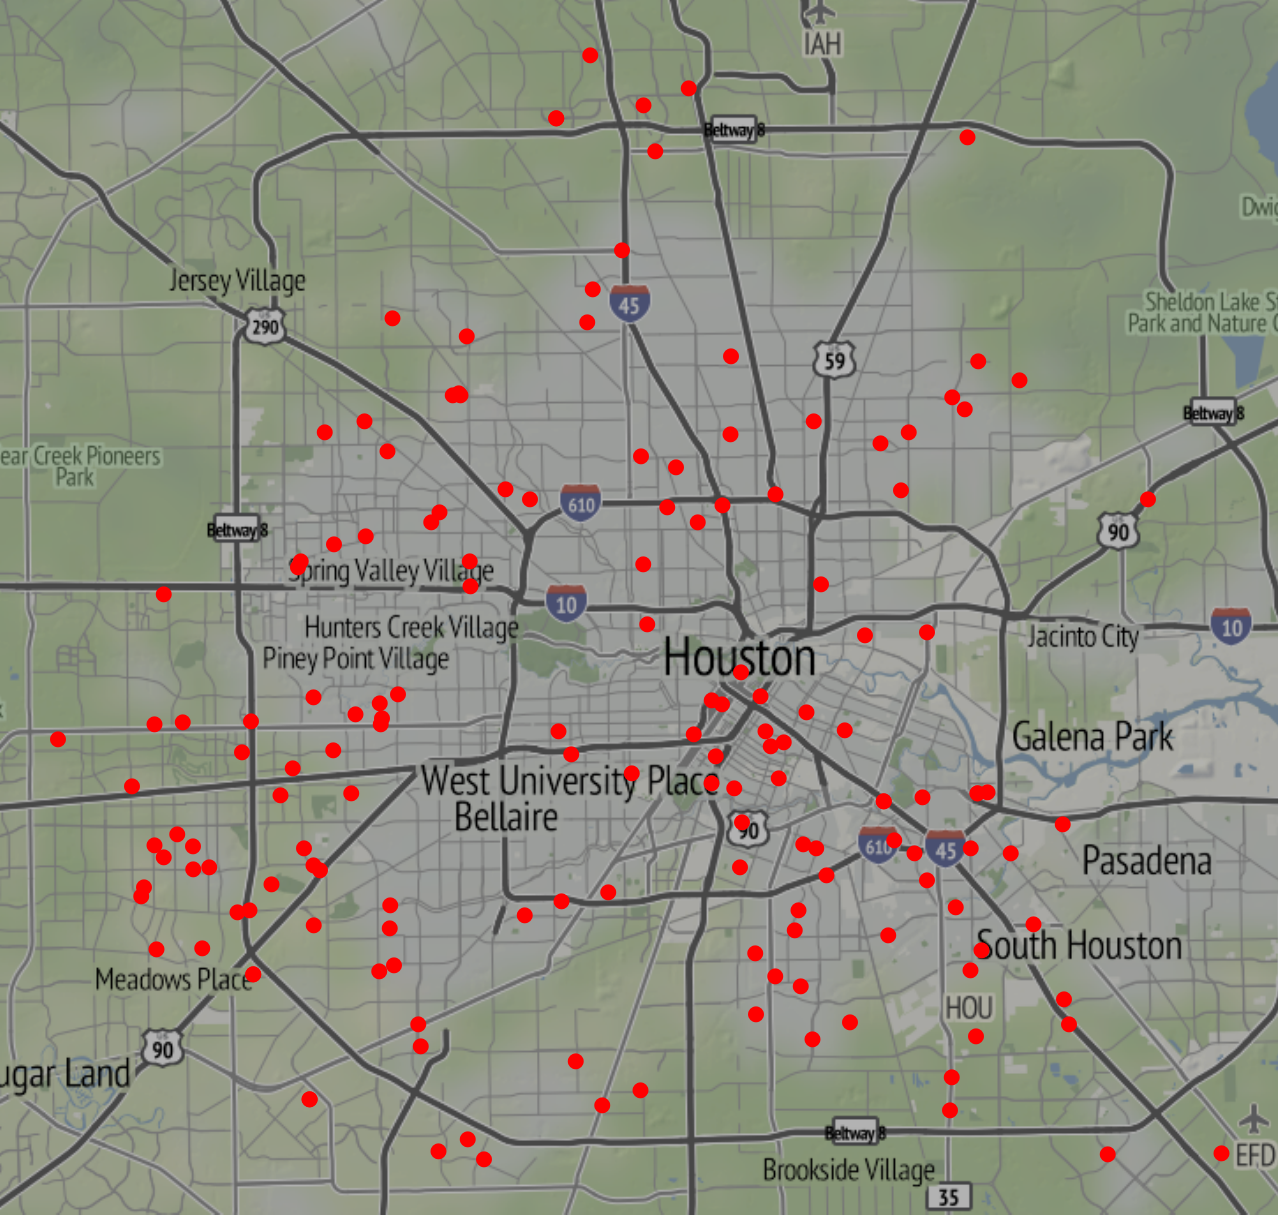 IAH
Beltway 8
Dwi
Jersey Village
Sheldon Lake S
Park and Nature C
45
290
59
Beltway 8
ear Creek Pioneers
Park
610
Beltway 8
90
Spring Valley Village
10
Hunters Creek Village
Jacinto City
10
Piney Point Village
Houston
Galena Park
West University Place
Bellaire
90
610
45
Pasadena
South Houston
Meadows Place
HOU
90
ugar Land
Beltway 8
EFD
Brookside Village
35